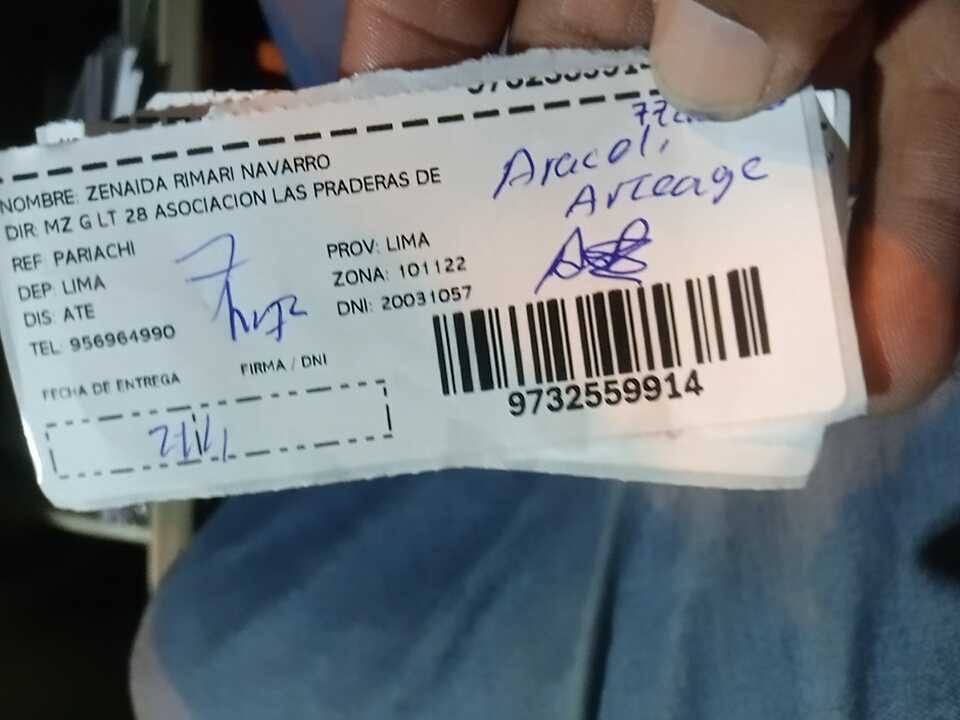 NOMBRE: ZENAIDA RIMARI NAVARRO
DIR: MZ G LT 28 ASOCIACION LAS PRADERAS DE
REF: PARIACHI
DEP: LIMA
DIS: ATE
TEL: 956964990
PROV: LIMA
ZONA: 101122
DNI: 20031057
FECHA DE ENTREGA
FIRMA / DNI
Aracoli
Arteage
9732559914